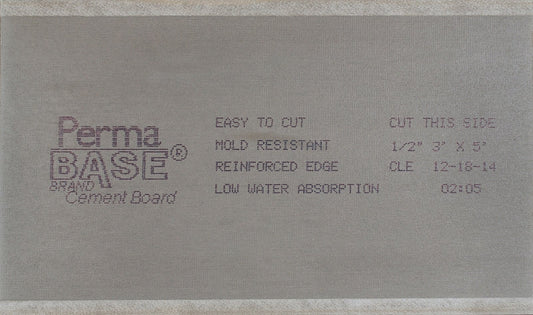 Perma
BASE®
BRAND
Cement Board
EASY TO CUT
MOLD RESISTANT
REINFORCED EDGE
LOW WATER ABSORPTION
CUT THIS SIDE
1/2" 3' X 5'
CLE 12-18-14
02:05